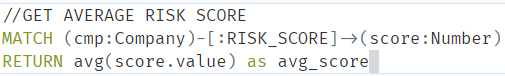 //GET AVERAGE RISK SCORE
MATCH (cmp:Company)-[:RISK_SCORE]->(score:Number)
RETURN avg(score.value) as avg_score